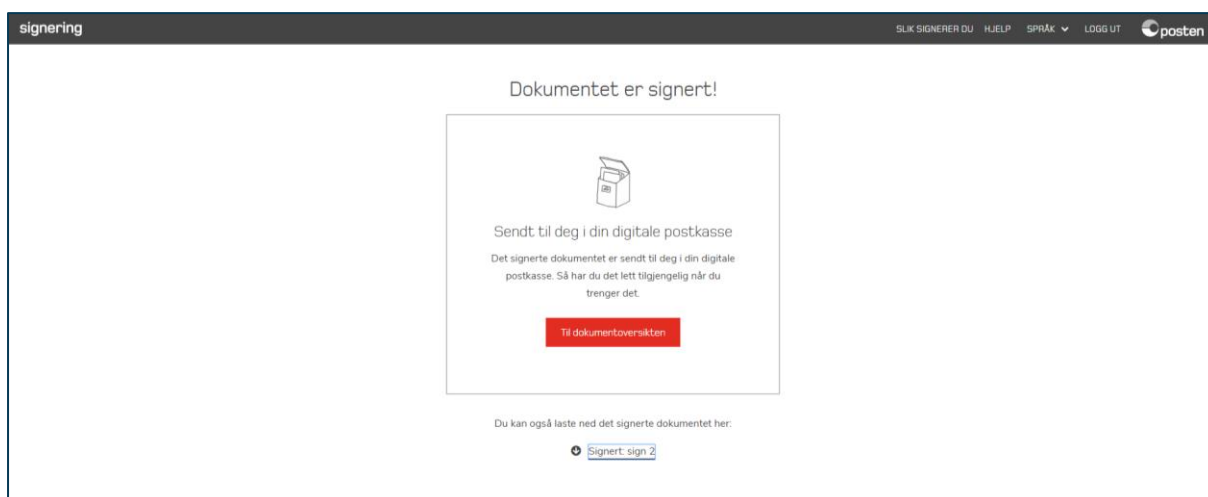 signering
SLIK SIGNERER DU HJELP SPRÅK LOGG UT posten
Dokumentet er signert!
Sendt til deg i din digitale postkasse
Det signerte dokumentet er sendt til deg i din digitale
postkasse. Så har du det lett tilgjengelig når du
trenger det.
Til dokumentoversikten
Du kan også laste ned det signerte dokumentet her:
Signert: sign 2